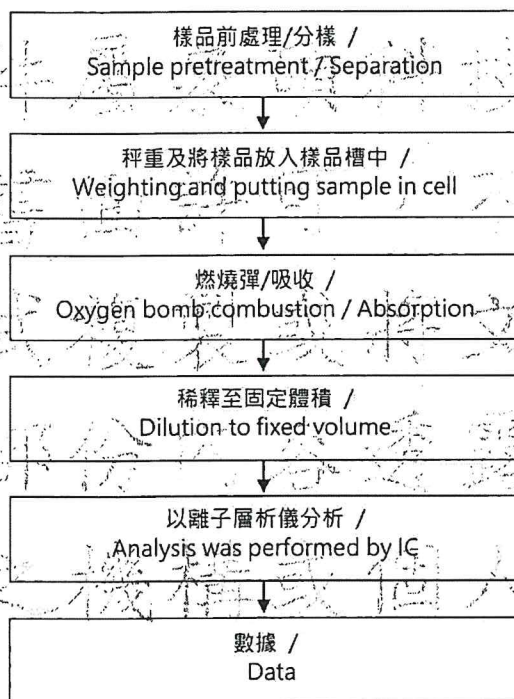 樣品前處理/分樣 /
Sample pretreatment / Separation
秤重及將樣品放入樣品槽中 /
Weighting and putting sample in cell
燃燒彈/吸收 /
Oxygen bomb combustion / Absorption
稀釋至固定體積 /
Dilution to fixed volume
以離子層析儀分析 /
Analysis was performed by IC
數據 /
Data